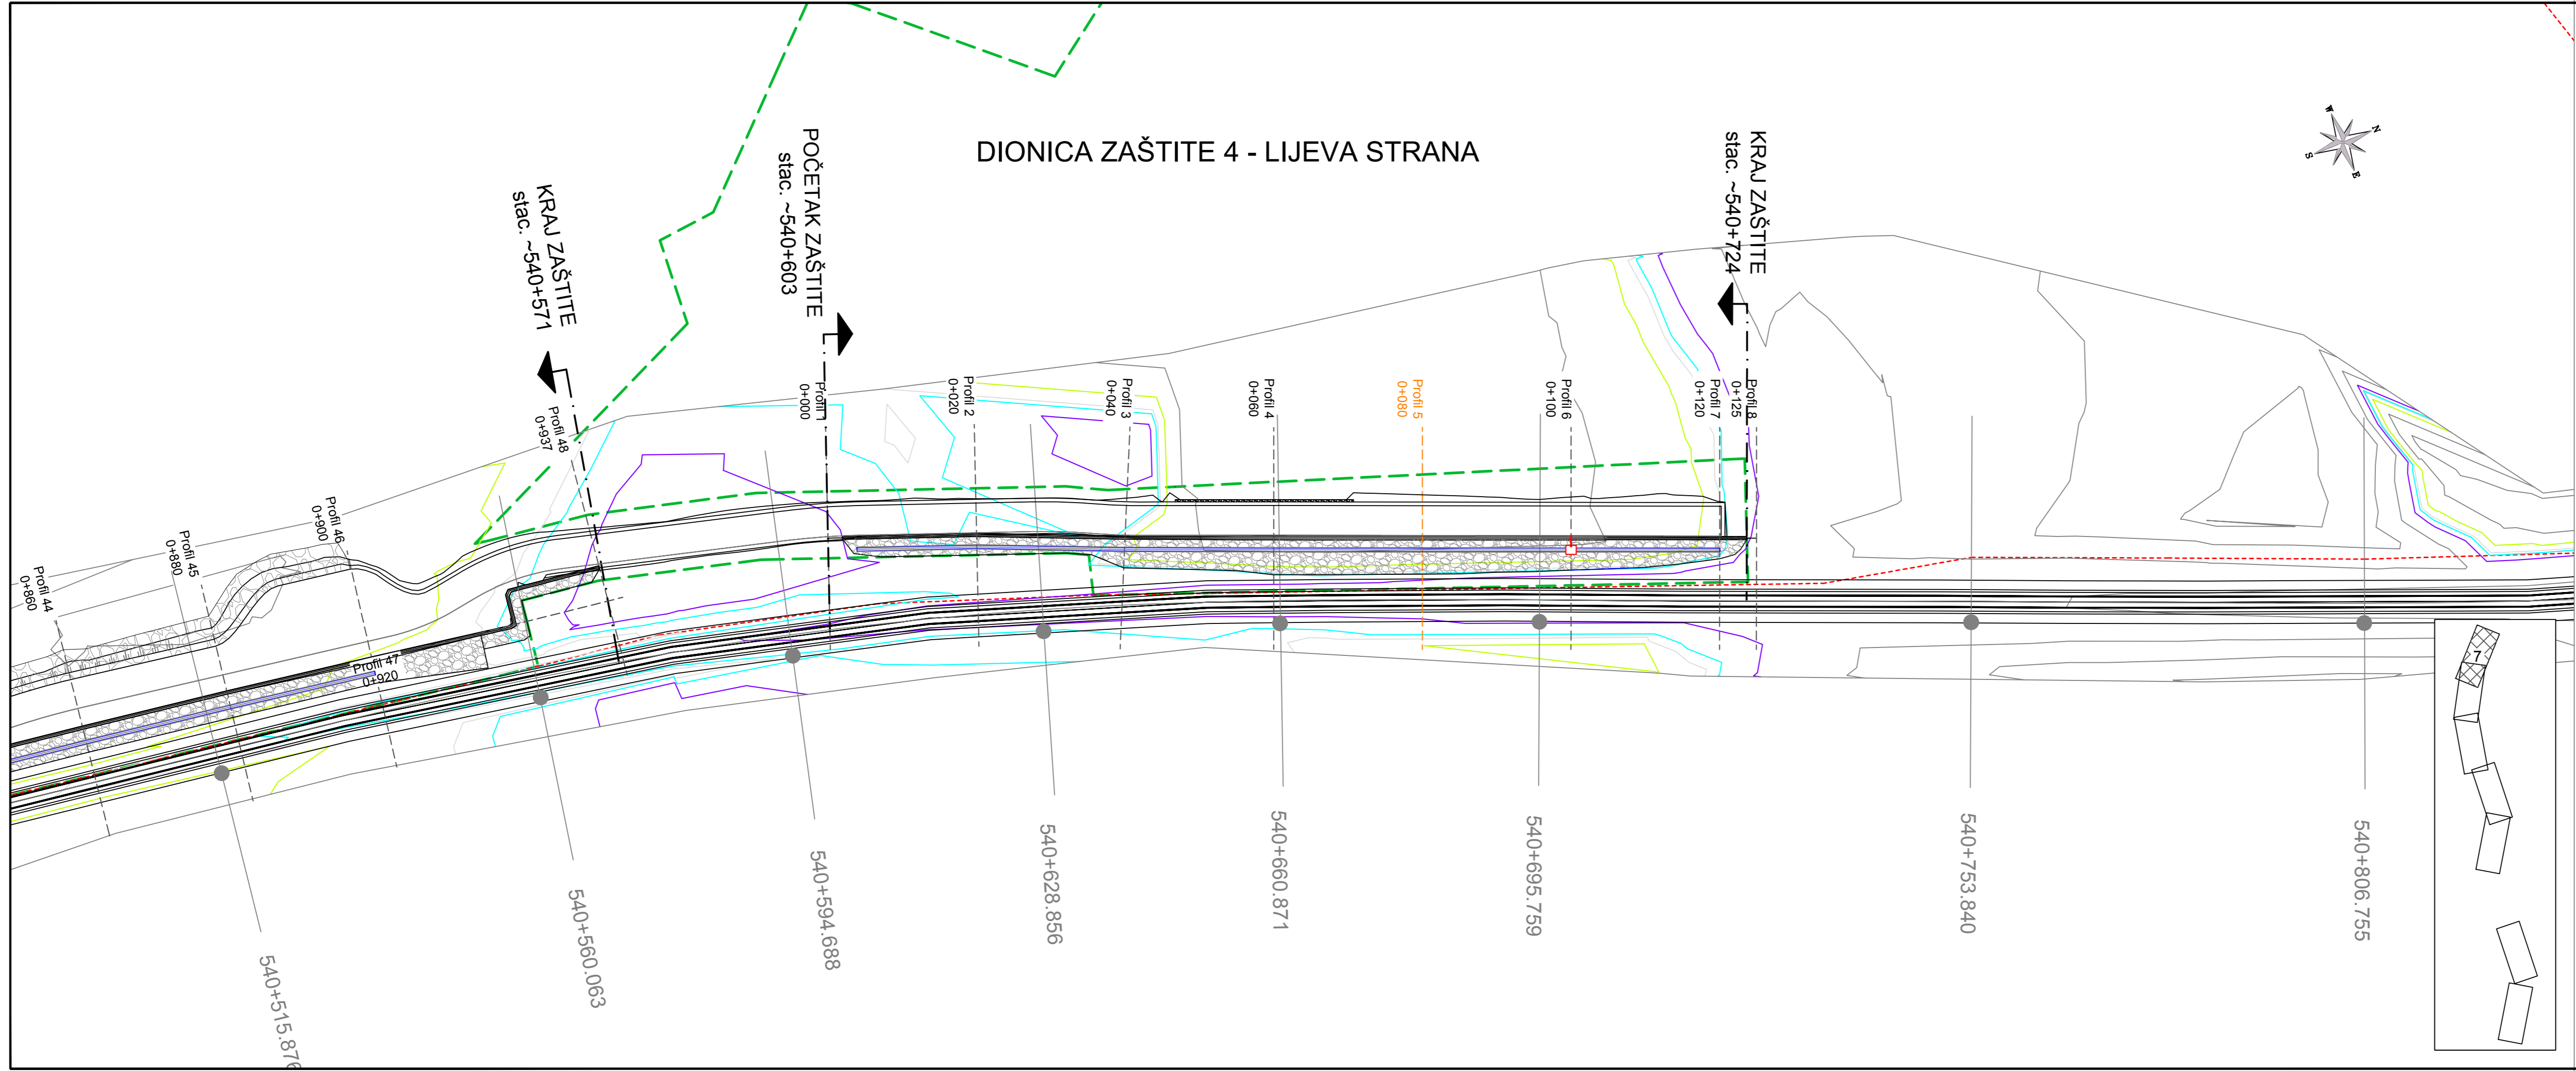 DIONICA ZAŠTITE 4 - LIJEVA STRANA
KRAJ ZAŠTITE
stac. ~540+571
POČETAK ZAŠTITE
stac. ~540+603
KRAJ ZAŠTITE
stac. ~540+724
W
N
S
E
Profil 44
0+860
Profil 45
0+880
Profil 46
0+900
Profil 47
0+920
Profil 48
0+937
Profil 1
0+000
Profil 2
0+020
Profil 3
0+040
Profil 4
0+060
Profil 5
0+080
Profil 6
0+100
Profil 7
0+120
Profil 8
0+125
540+515.876
540+560.063
540+594.688
540+628.856
540+660.871
540+695.759
540+753.840
540+806.755
7